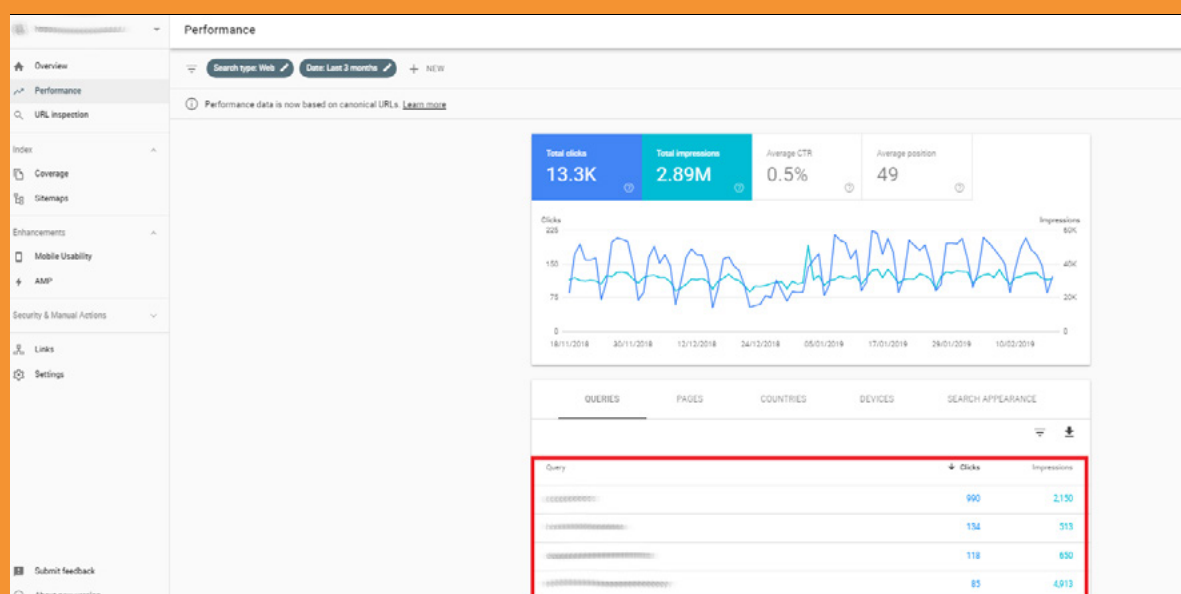 Performance
Overview
Performance
URL inspection
Index
Coverage
Sitemaps
Enhancements
Mobile Usability
AMP
Security & Manual Actions
Links
Settings
Submit feedback
Search type: Web
Date: Last 3 months
+ NEW
Performance data is now based on canonical URLs. Learn more
Total clicks
13.3K
Total impressions
2.89M
Average CTR
0.5%
Average position
49
Clicks
Impressions
225
60K
150
40K
75
20K
0
0
18/11/2018 30/11/2018 12/12/2018 24/12/2018 05/01/2019 17/01/2019 29/01/2019 10/02/2019
QUERIES PAGES COUNTRIES DEVICES SEARCH APPEARANCE
Query Clicks Impressions
990 2,150
134 313
118 650
85 4,913